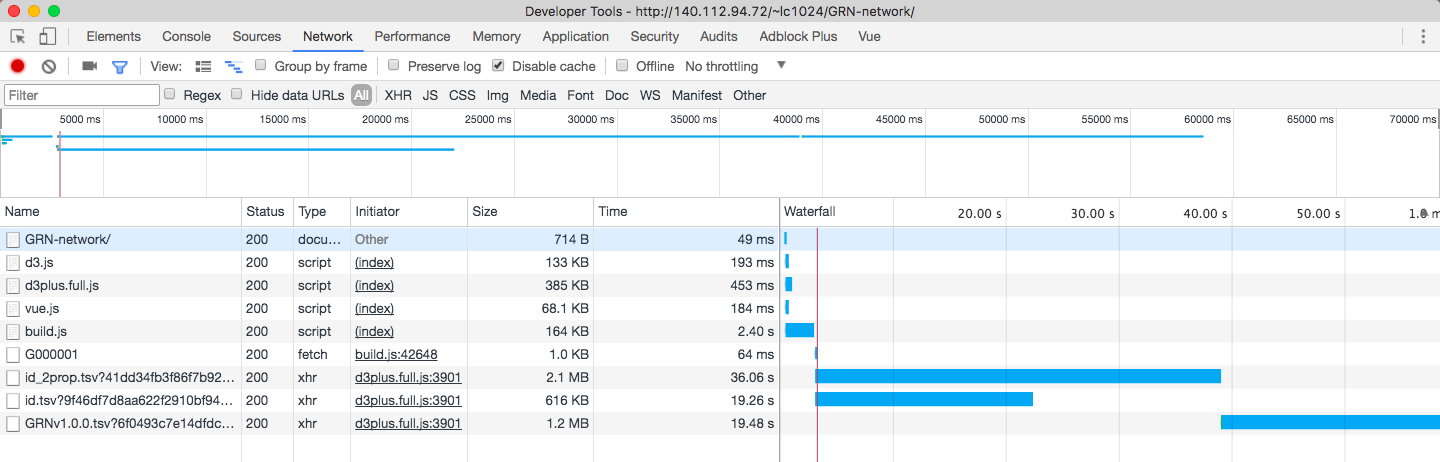 Developer Tools - http://140.112.94.72/~lc1024/GRN-network/
Elements Console Sources Network Performance Memory Application Security Audits Adblock Plus Vue
View: Group by frame Preserve log Disable cache Offline No throttling
Filter Regex Hide data URLs All XHR JS CSS Img Media Font Doc WS Manifest Other
5000 ms 10000 ms 15000 ms 20000 ms 25000 ms 30000 ms 35000 ms 40000 ms 45000 ms 50000 ms 55000 ms 60000 ms 65000 ms 70000 ms
Name Status Type Initiator Size Time Waterfall 20.00 s 30.00 s 40.00 s 50.00 s 1.0 m
GRN-network/ 200 docu... Other 714 B 49 ms
d3.js 200 script (index) 133 KB 193 ms
d3plus.full.js 200 script (index) 385 KB 453 ms
vue.js 200 script (index) 68.1 KB 184 ms
build.js 200 script (index) 164 KB 2.40 s
G000001 200 fetch build.js:42648 1.0 KB 64 ms
id_2prop.tsv?41dd34fb3f86f7b92... 200 xhr d3plus.full.js:3901 2.1 MB 36.06 s
id.tsv?9f46df7d8aa622f2910bf94... 200 xhr d3plus.full.js:3901 616 KB 19.26 s
GRNv1.0.0.tsv?6f0493c7e14dfdc... 200 xhr d3plus.full.js:3901 1.2 MB 19.48 s